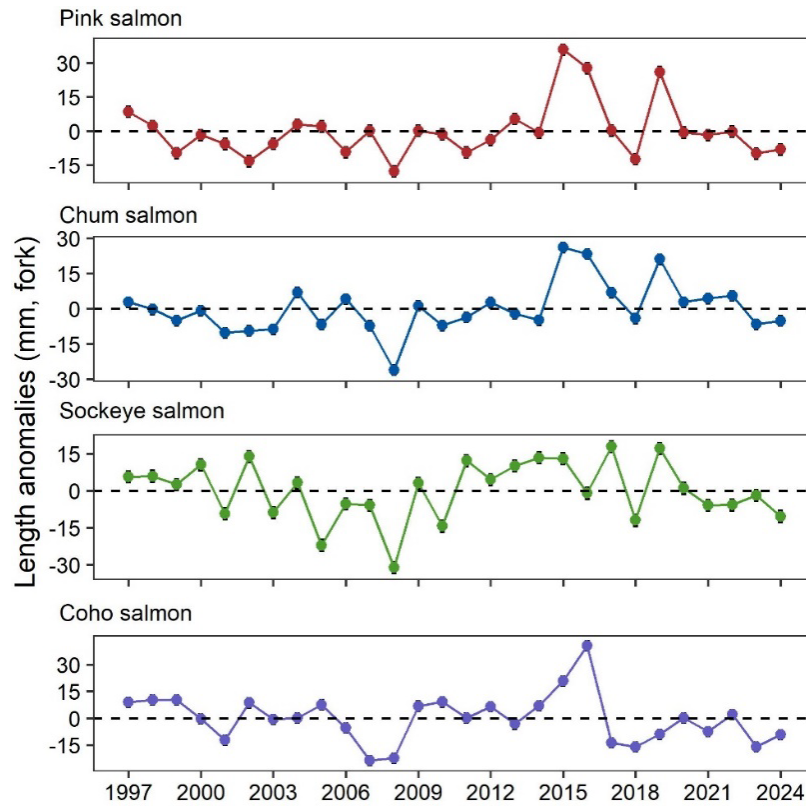 Pink salmon
30
15
0
-15
Chum salmon
30
15
0
-15
-30
Sockeye salmon
15
0
-15
-30
Coho salmon
30
15
0
-15
Length anomalies (mm, fork)
1997 2000 2003 2006 2009 2012 2015 2018 2021 2024